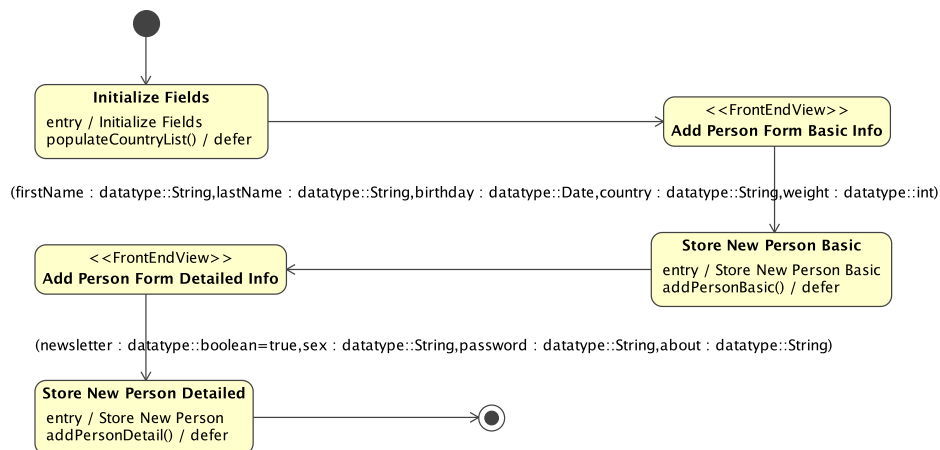 Initialize Fields
entry / Initialize Fields
populateCountryList() / defer
<<FrontEndView>>
Add Person Form Basic Info
(firstName : datatype::String,lastName : datatype::String,birthday : datatype::Date,country : datatype::String,weight : datatype::int)
Store New Person Basic
entry / Store New Person Basic
addPersonBasic() / defer
<<FrontEndView>>
Add Person Form Detailed Info
(newsletter : datatype::boolean=true,sex : datatype::String,password : datatype::String,about : datatype::String)
Store New Person Detailed
entry / Store New Person
addPersonDetail() / defer